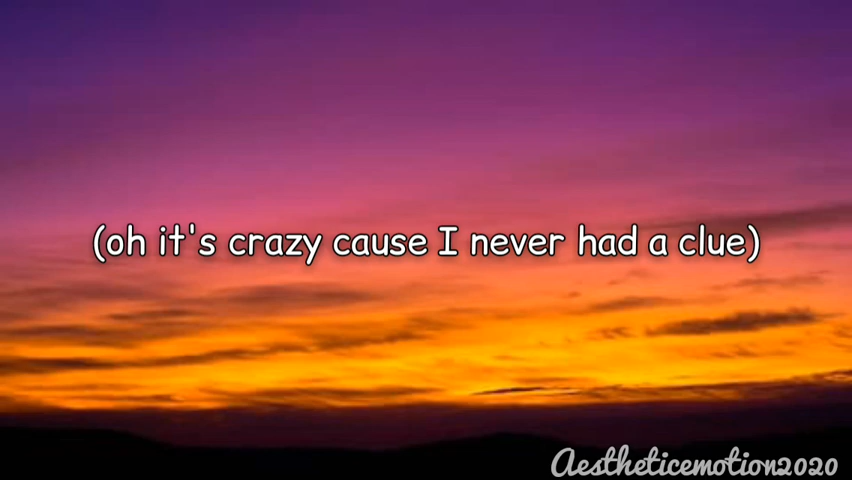 (oh it's crazy cause I never had a clue)
Aestheticemotion2020